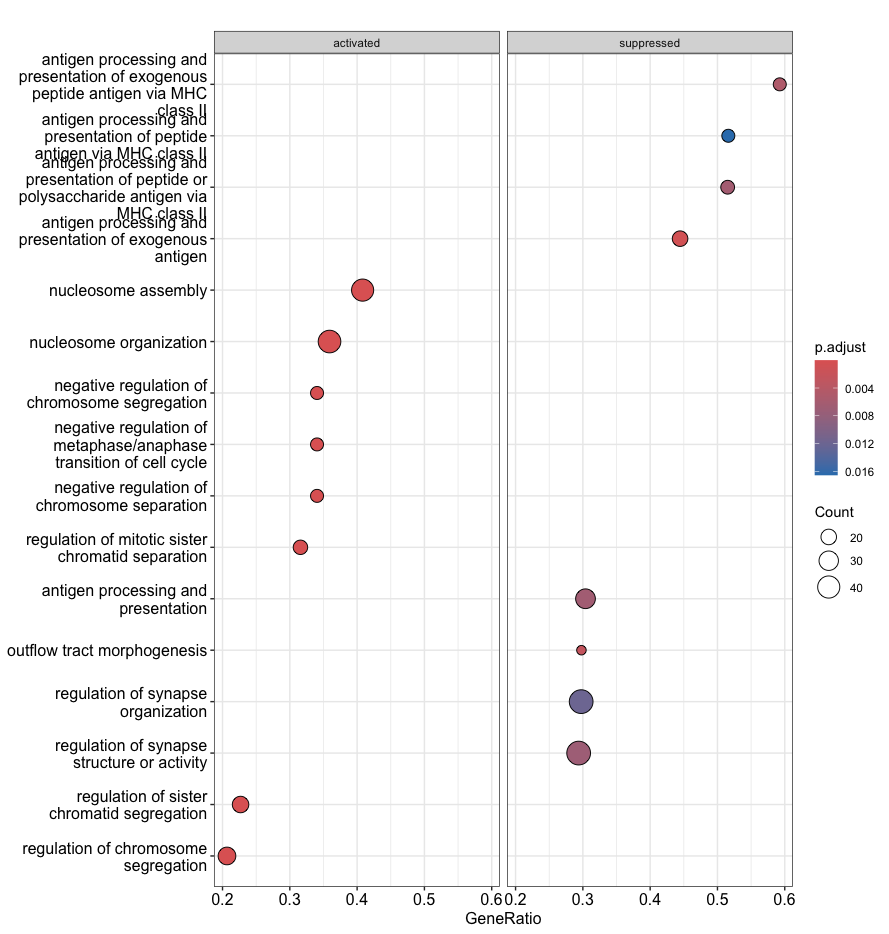 activated
suppressed
antigen processing and
presentation of exogenous
peptide antigen via MHC
class II
antigen processing and
presentation of peptide
antigen via MHC class II
antigen processing and
presentation of peptide or
polysaccharide antigen via
MHC class II
antigen processing and
presentation of exogenous
antigen
nucleosome assembly
nucleosome organization
negative regulation of
chromosome segregation
negative regulation of
metaphase/anaphase
transition of cell cycle
negative regulation of
chromosome separation
regulation of mitotic sister
chromatid separation
antigen processing and
presentation
outflow tract morphogenesis
regulation of synapse
organization
regulation of synapse
structure or activity
regulation of sister
chromatid segregation
regulation of chromosome
segregation
0.2 0.3 0.4 0.5 0.6 0.2 0.3 0.4 0.5 0.6
GeneRatio
p.adjust
0.004
0.008
0.012
0.016
Count
20
30
40